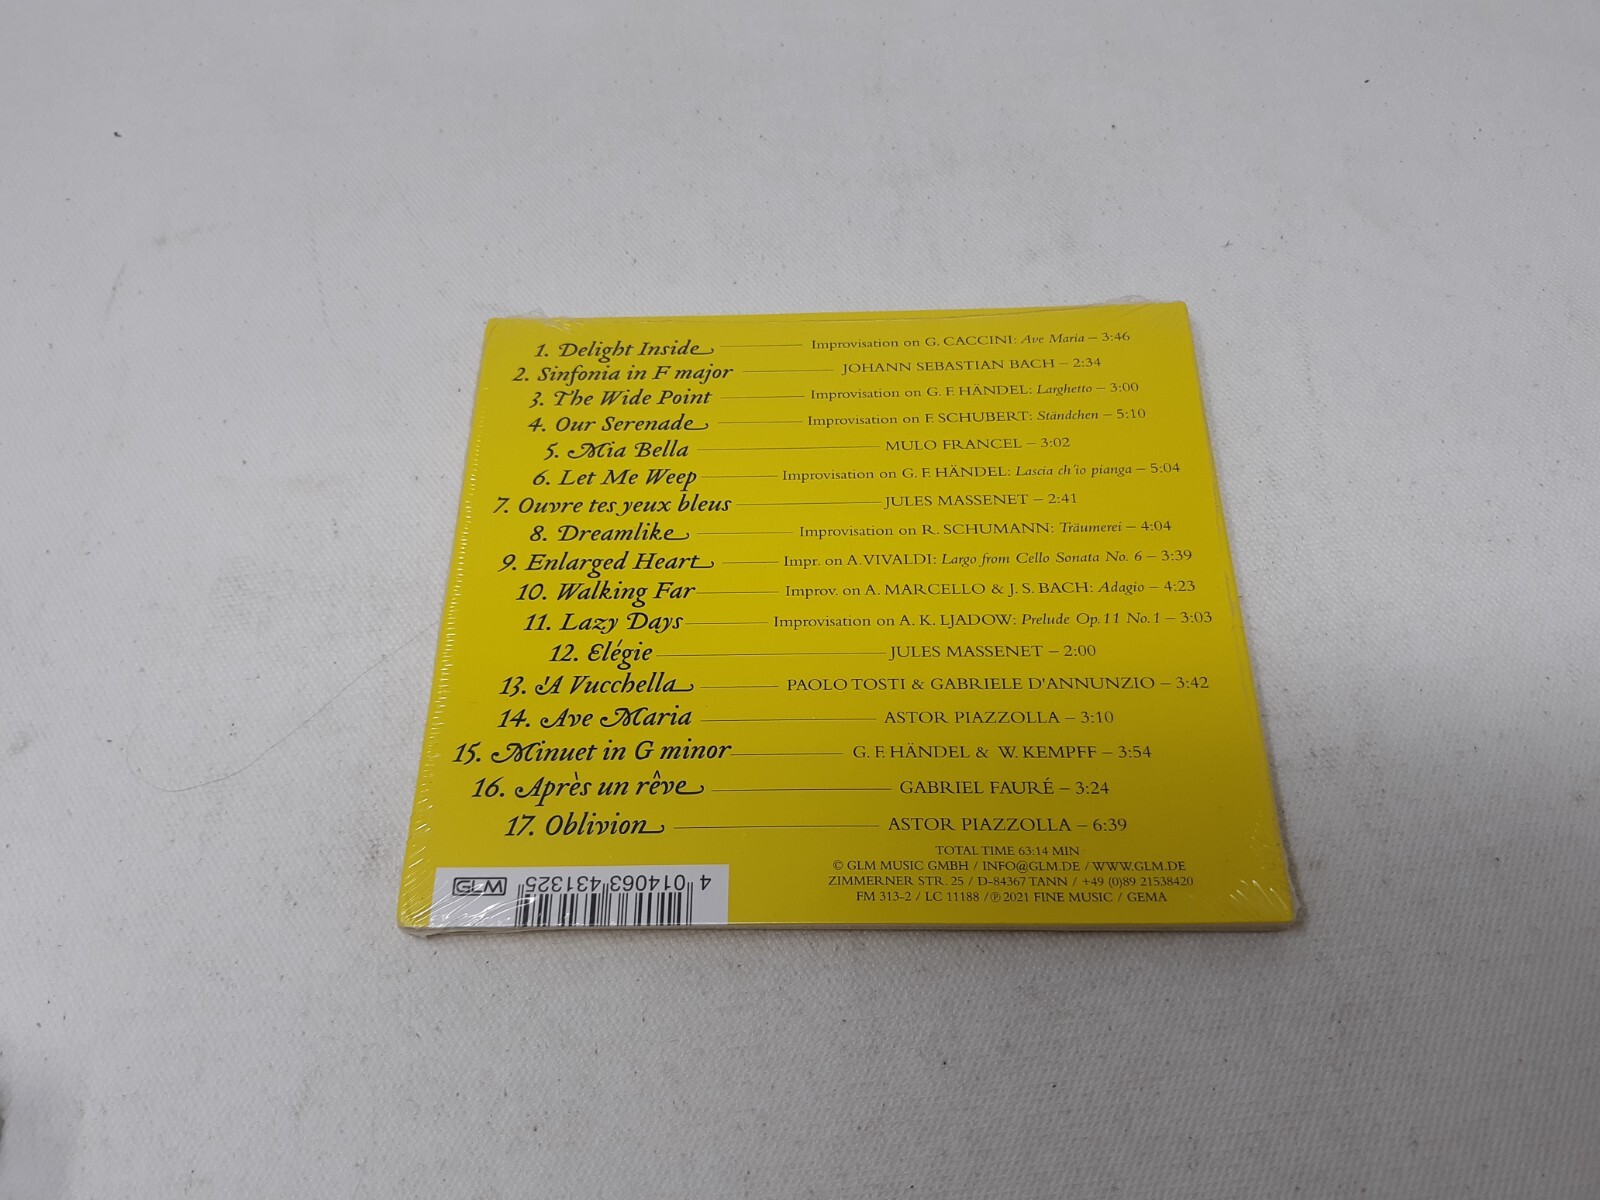 1. Delight Inside Improvisation on G. CACCINI: Ave Maria – 3:46
2. Sinfonia in F major JOHANN SEBASTIAN BACH – 2:34
3. The Wide Point Improvisation on G. F. HÄNDEL: Larghetto – 3:00
4. Our Serenade Improvisation on F. SCHUBERT: Ständchen – 5:10
5. Mia Bella MULO FRANCEL – 3:02
6. Let Me Weep Improvisation on G. F. HÄNDEL: Lascia ch'io pianga – 5:04
7. Ouvre tes yeux bleus JULES MASSENET – 2:41
8. Dreamlike Improvisation on R. SCHUMANN: Träumerei – 4:04
9. Enlarged Heart Impr. on A. VIVALDI: Largo from Cello Sonata No. 6 – 3:39
10. Walking Far Improv. on A. MARCELLO & J. S. BACH: Adagio – 4:23
11. Lazy Days Improvisation on A. K. LJADOW: Prelude Op. 11 No. 1 – 3:03
12. Elégie JULES MASSENET – 2:00
13. 'A Vucchella PAOLO TOSTI & GABRIELE D'ANNUNZIO – 3:42
14. Ave Maria ASTOR PIAZZOLLA – 3:10
15. Minuet in G minor G. F. HÄNDEL & W. KEMPFF – 3:54
16. Après un rêve GABRIEL FAURÉ – 3:24
17. Oblivion ASTOR PIAZZOLLA – 6:39
TOTAL TIME 63:14 MIN
© GLM MUSIC GMBH / INFO@GLM.DE / WWW.GLM.DE
ZIMMERNER STR. 25 / D-84367 TANN / +49 (0)89 21538420
FM 313-2 / LC 11188 / ℗ 2021 FINE MUSIC / GEMA
4 014063 431325
GLM